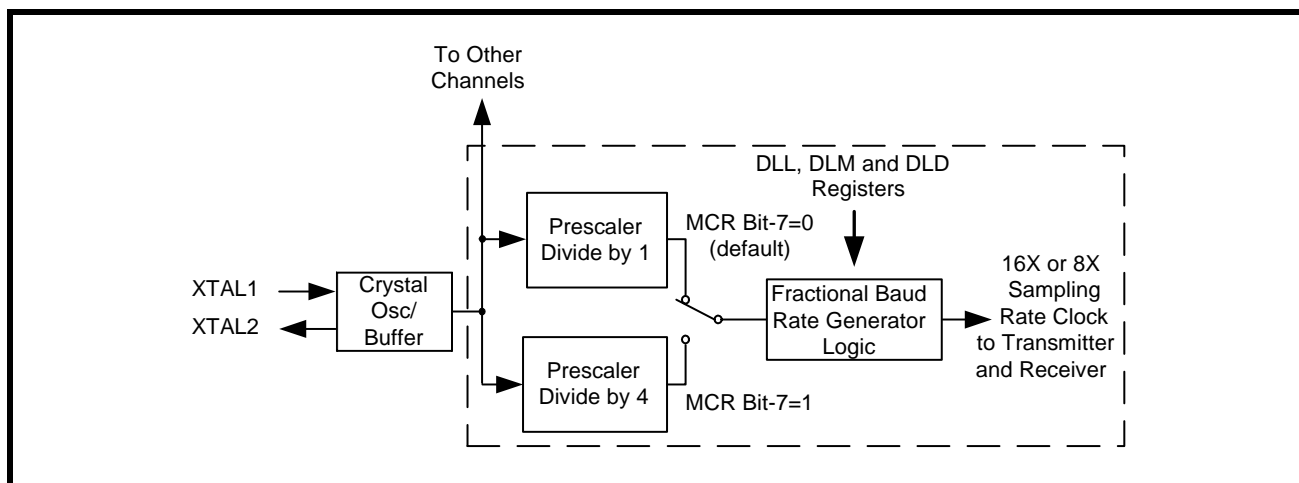 To Other
Channels
DLL, DLM and DLD
Registers
Prescaler
Divide by 1
MCR Bit-7=0
(default)
XTAL1
XTAL2
Crystal
Osc/
Buffer
Fractional Baud
Rate Generator
Logic
16X or 8X
Sampling
Rate Clock
to Transmitter
and Receiver
Prescaler
Divide by 4
MCR Bit-7=1